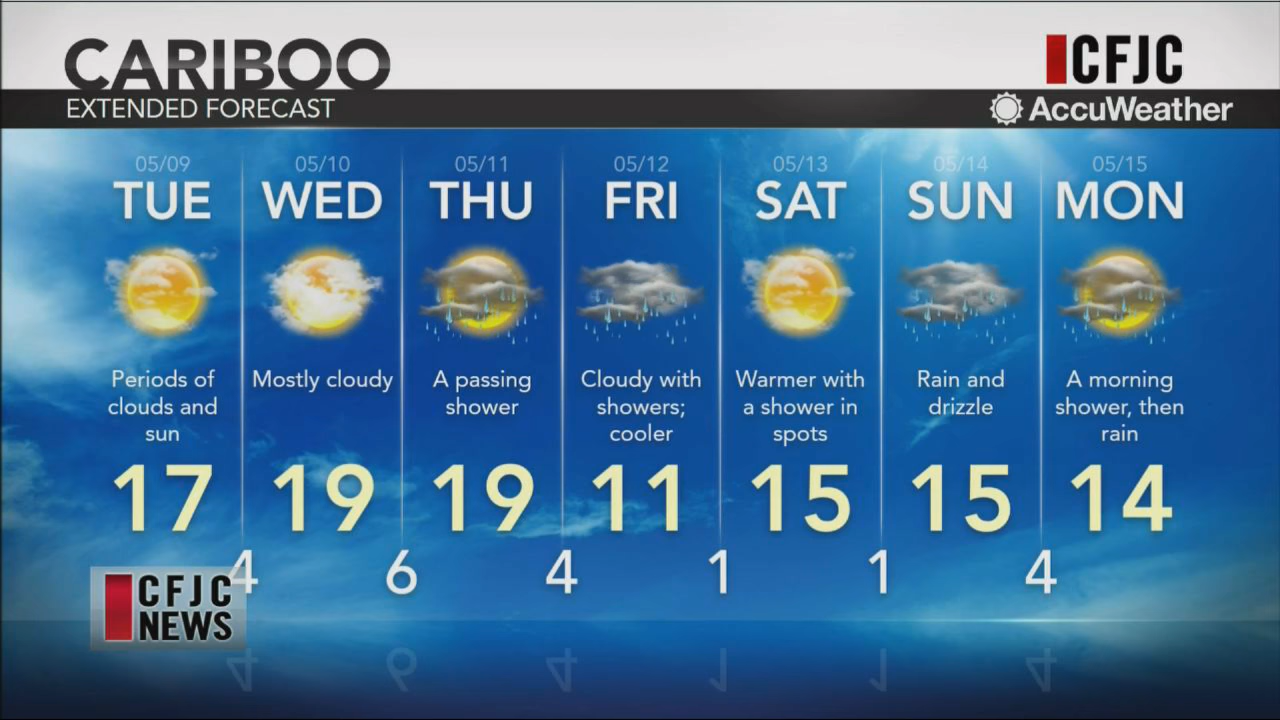 CARIBOO
EXTENDED FORECAST
CFJC
AccuWeather
05/09 05/10 05/11 05/12 05/13 05/14 05/15
TUE WED THU FRI SAT SUN MON
Periods of
clouds and
sun
Mostly cloudy
A passing
shower
Cloudy with
showers;
cooler
Warmer with
a shower in
spots
Rain and
drizzle
A morning
shower, then
rain
17 19 19 11 15 15 14
4 6 4 1 1 4
CFJC
NEWS